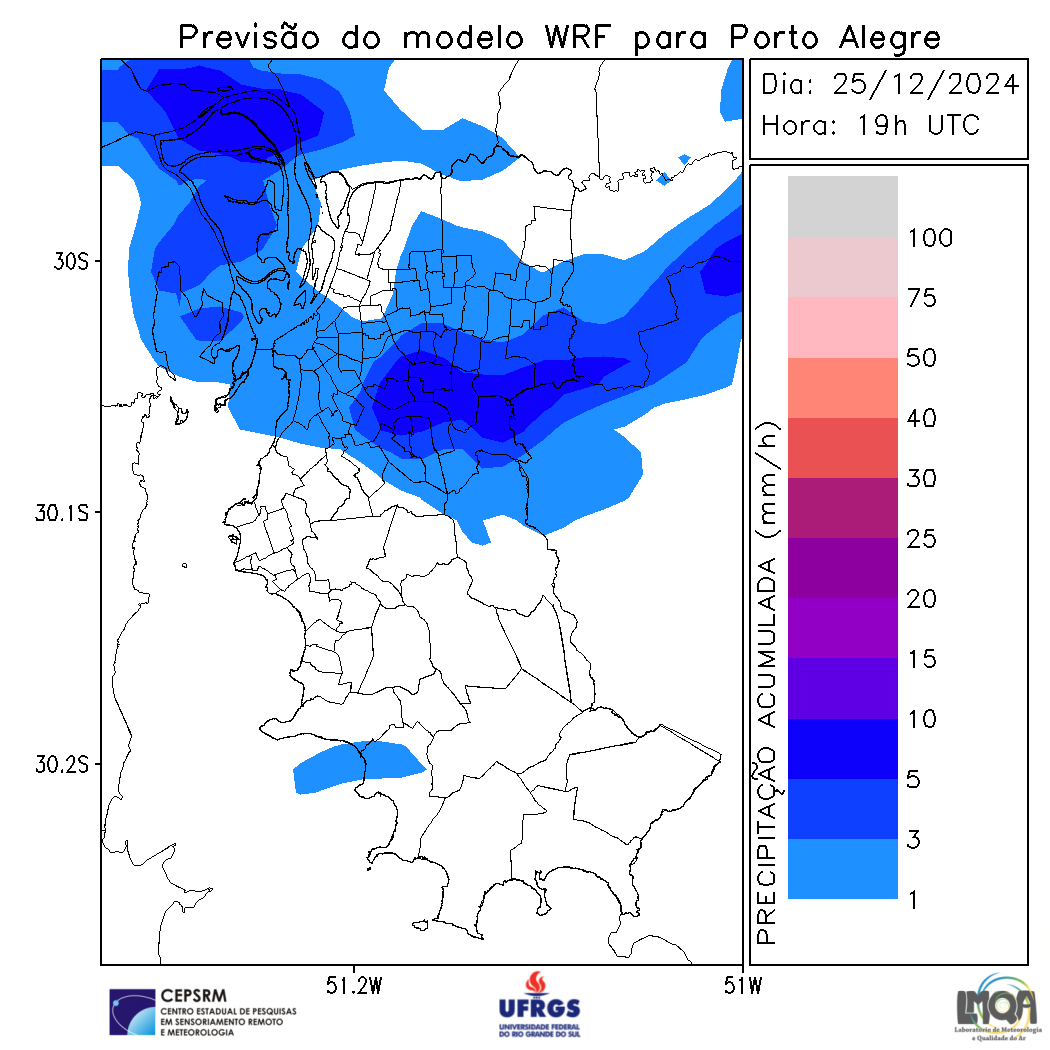 Previsão do modelo WRF para Porto Alegre
Dia: 25/12/2024
Hora: 19h UTC
30S
30.1S
30.2S
51.2W
51W
PRECIPITAÇÃO ACUMULADA (mm/h)
100
75
50
40
30
25
20
15
10
5
3
1
CEPSRM
CENTRO ESTADUAL DE PESQUISAS
EM SENSORIAMENTO REMOTO
E METEOROLOGIA
UFRGS
UNIVERSIDADE FEDERAL
DO RIO GRANDE DO SUL
LMQA
Laboratório de Meteorologia
e Qualidade do Ar